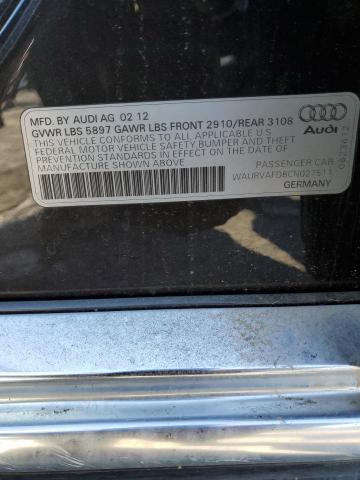 MFD. BY AUDI AG 02 12
GVWR LBS 5897 GAWR LBS FRONT 2910/REAR 3108
THIS VEHICLE CONFORMS TO ALL APPLICABLE U S
FEDERAL MOTOR VEHICLE SAFETY BUMPER AND THEFT
PREVENTION STANDARDS IN EFFECT ON THE DATE OF
MANUFACTURE SHOWN ABOVE
PASSENGER CAR
WAURVAFD8CN027511
Audi